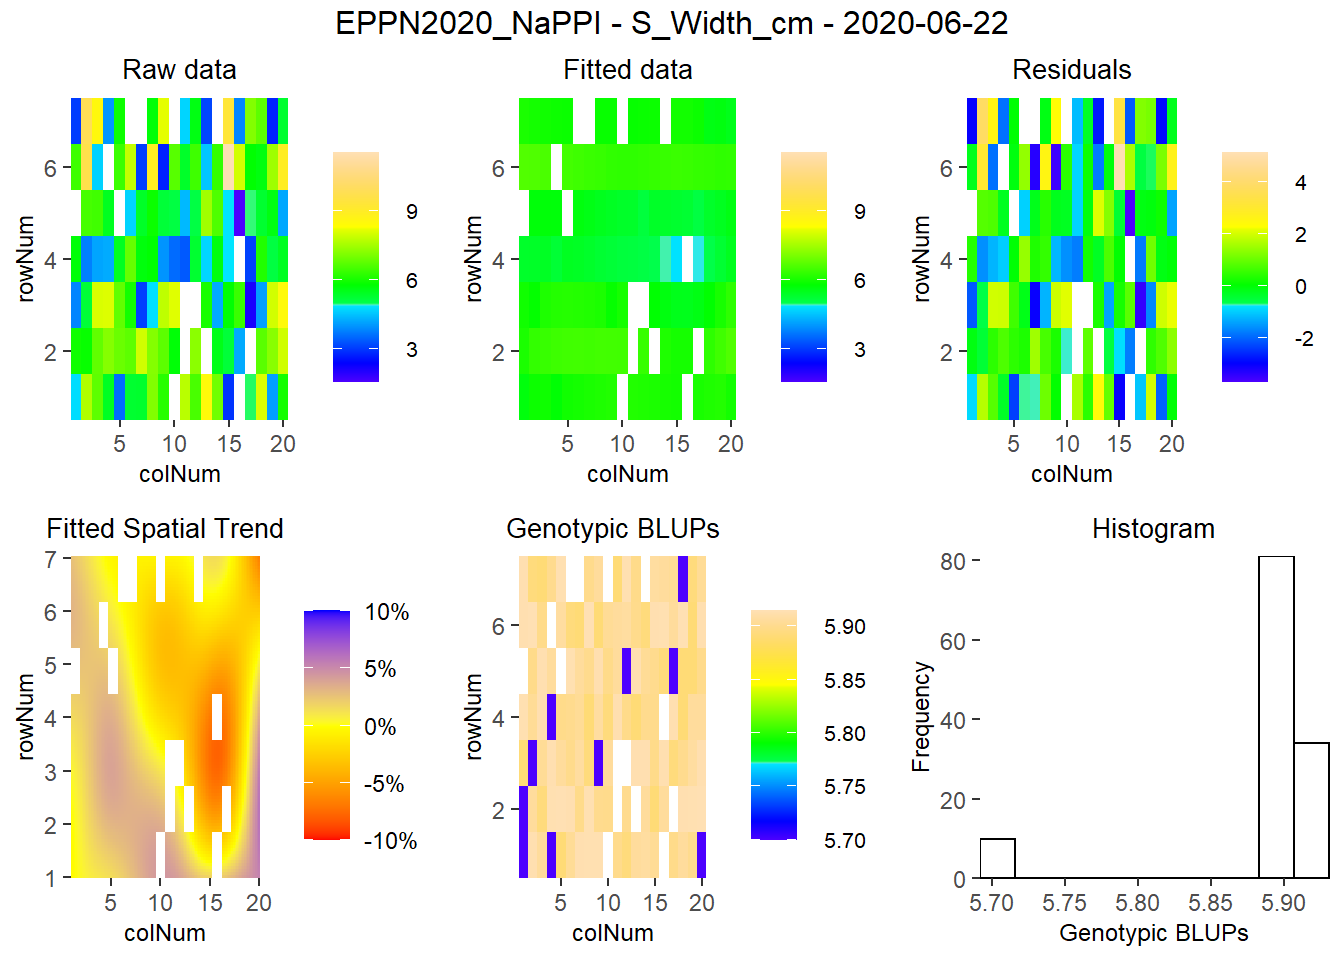 EPPN2020_NaPPI - S_Width_cm - 2020-06-22
Raw data
rowNum
6
4
2
5 10 15 20
colNum
9
6
3
Fitted data
rowNum
6
4
2
5 10 15 20
colNum
9
6
3
Residuals
rowNum
6
4
2
5 10 15 20
colNum
4
2
0
-2
Fitted Spatial Trend
rowNum
7
6
5
4
3
2
1
5 10 15 20
colNum
10%
5%
0%
-5%
-10%
Genotypic BLUPs
rowNum
6
4
2
5 10 15 20
colNum
5.90
5.85
5.80
5.75
5.70
Histogram
Frequency
80
60
40
20
0
5.70 5.75 5.80 5.85 5.90
Genotypic BLUPs